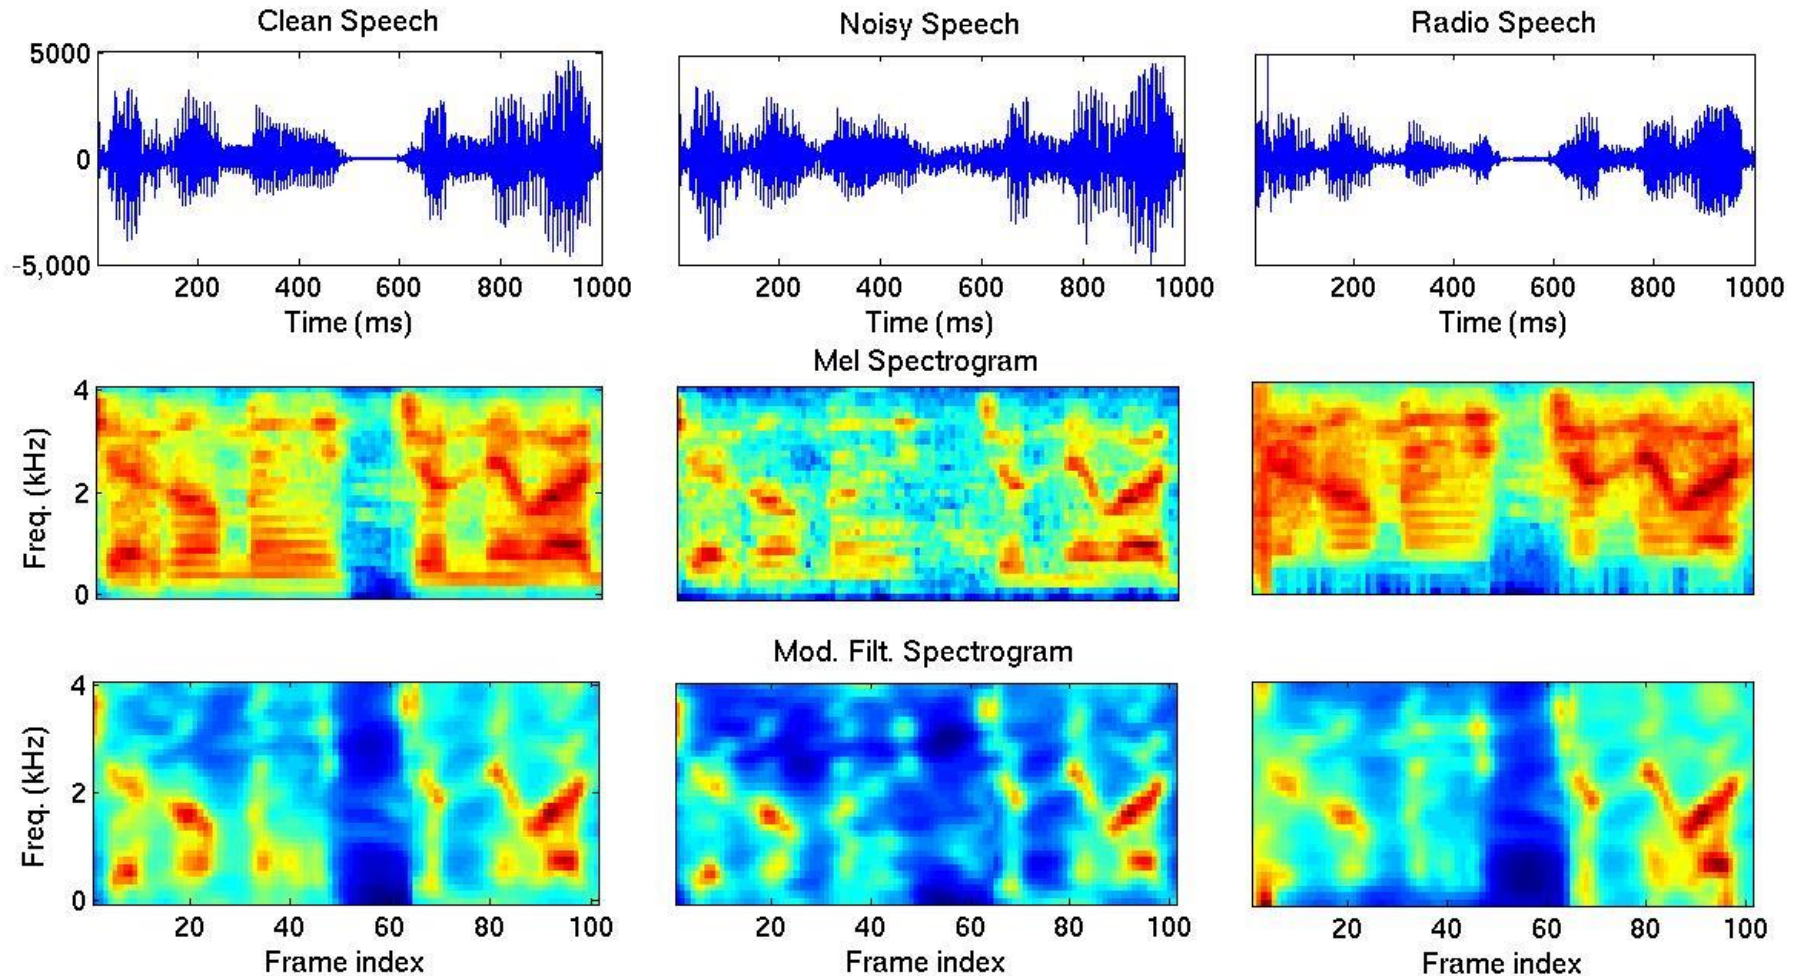 Clean Speech
Noisy Speech
Radio Speech
5000
0
-5,000
200 400 600 800 1000
200 400 600 800 1000
200 400 600 800 1000
Time (ms)
Time (ms)
Time (ms)
Mel Spectrogram
4
2
0
Freq. (kHz)
Mod. Filt. Spectrogram
4
2
0
Freq. (kHz)
20 40 60 80 100
20 40 60 80 100
20 40 60 80 100
Frame index
Frame index
Frame index